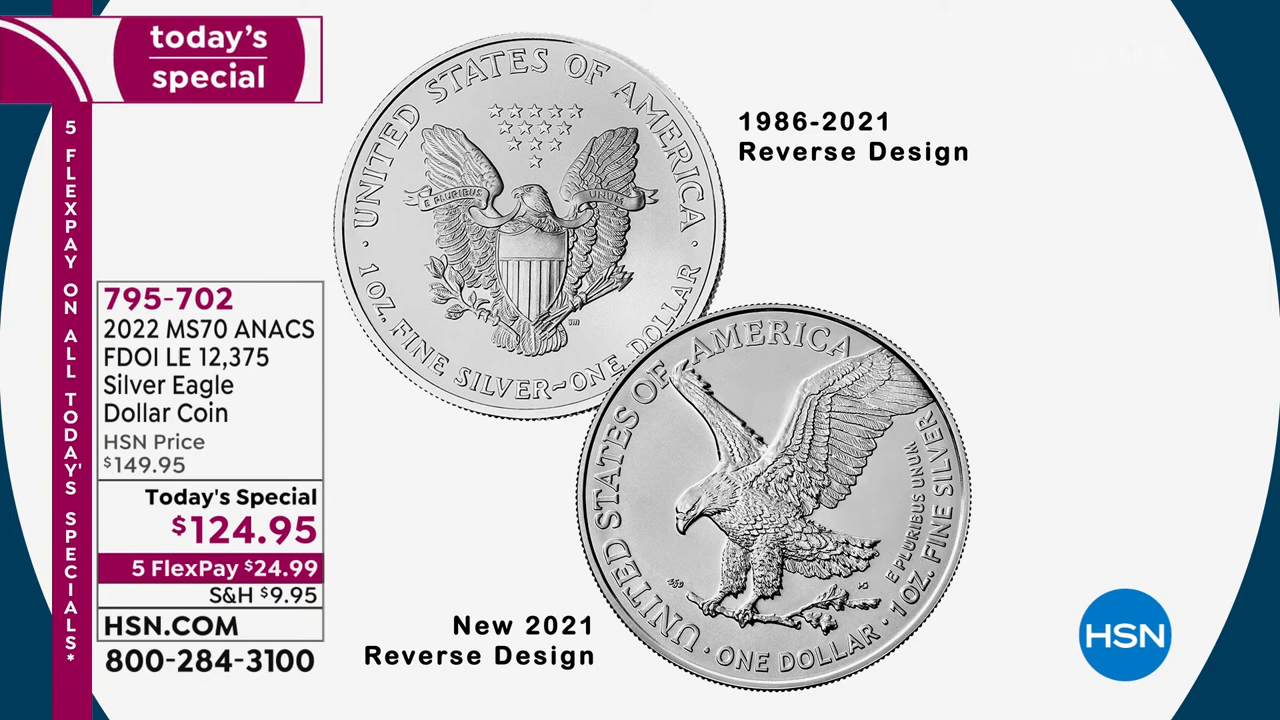 today's
special
5 FLEXPAY ON ALL TODAY'S SPECIALS*
795-702
2022 MS70 ANACS
FDOI LE 12,375
Silver Eagle
Dollar Coin
HSN Price
$149.95
Today's Special
$124.95
5 FlexPay $24.99
S&H $9.95
HSN.COM
800-284-3100
UNITED STATES OF AMERICA
E PLURIBUS UNUM
1 OZ. FINE SILVER~ONE DOLLAR
1986-2021
Reverse Design
UNITED STATES OF AMERICA
E PLURIBUS UNUM
ONE DOLLAR · 1 OZ. FINE SILVER
New 2021
Reverse Design
HSN